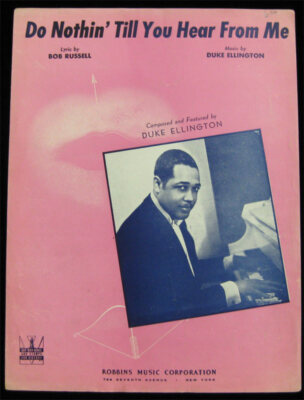 Do Nothin' Till You Hear From Me
Lyric by
BOB RUSSELL
Music by
DUKE ELLINGTON
Composed and Featured by
DUKE ELLINGTON
ROBBINS MUSIC CORPORATION
799 SEVENTH AVENUE · NEW YORK